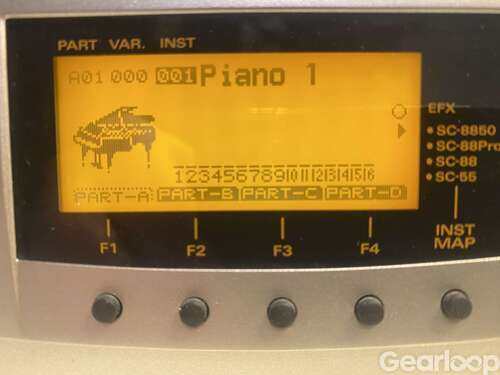 PART VAR. INST
A01 000 001 Piano 1
EFX
SC-8850
SC-88Pro
SC-88
SC-55
12345678910111213141516
PART-A PART-B PART-C PART-D
F1 F2 F3 F4
INST
MAP
Gearloop